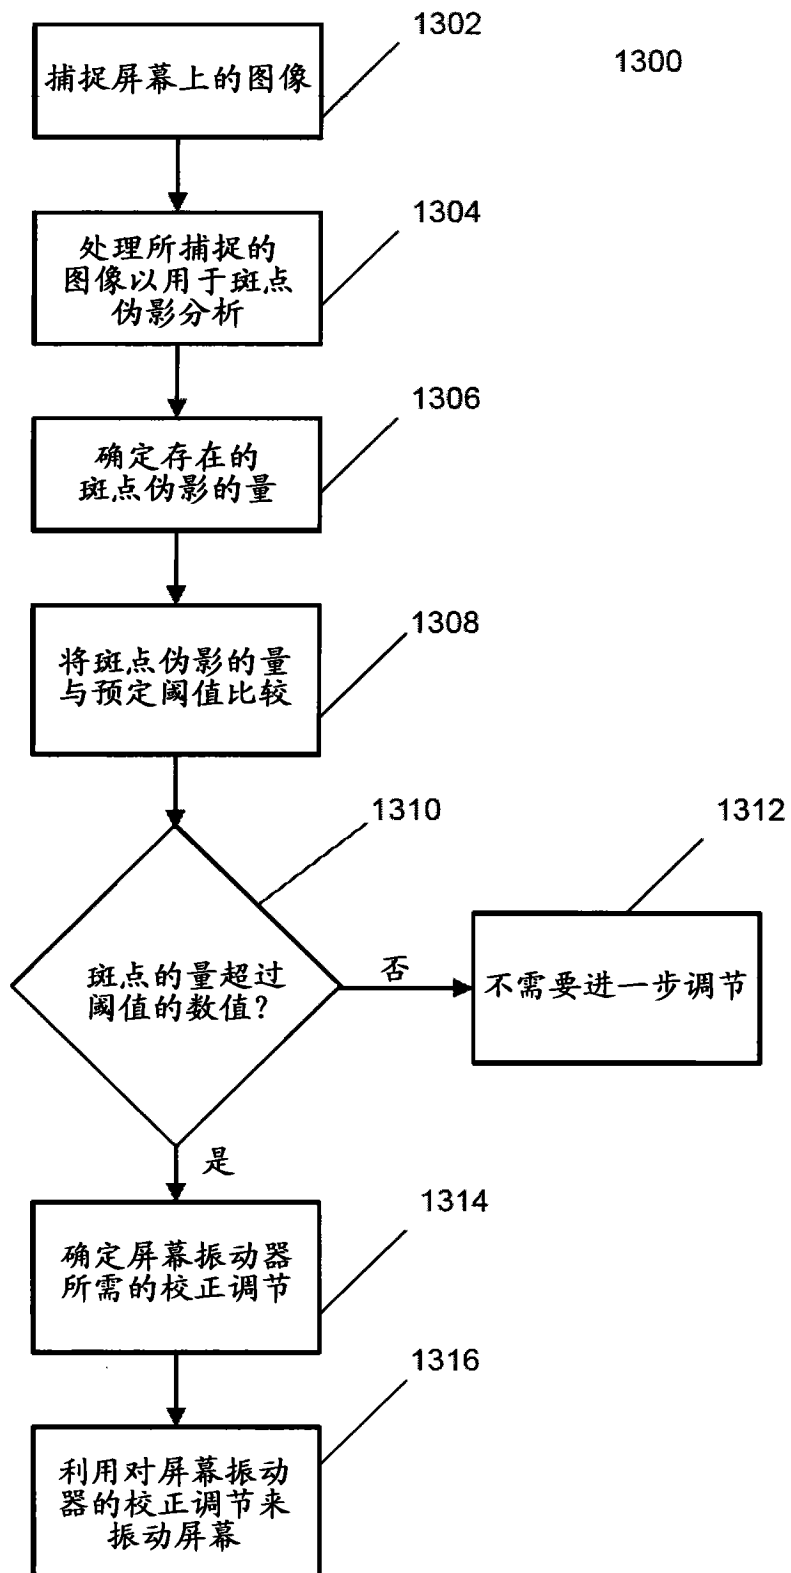 1302
1300
捕捉屏幕上的图像
1304
处理所捕捉的
图像以用于斑点
伪影分析
1306
确定存在的
斑点伪影的量
1308
将斑点伪影的量
与预定阈值比较
1310
1312
斑点的量超过
阈值的数值?
否
不需要进一步调节
是
1314
确定屏幕振动器
所需的校正调节
1316
利用对屏幕振动
器的校正调节来
振动屏幕